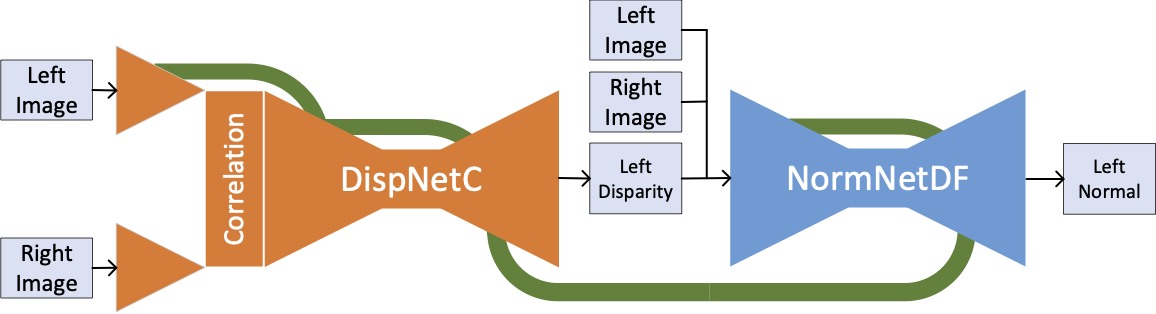 Left
Image
Right
Image
Correlation
DispNetC
Left
Image
Right
Image
Left
Disparity
NormNetDF
Left
Normal